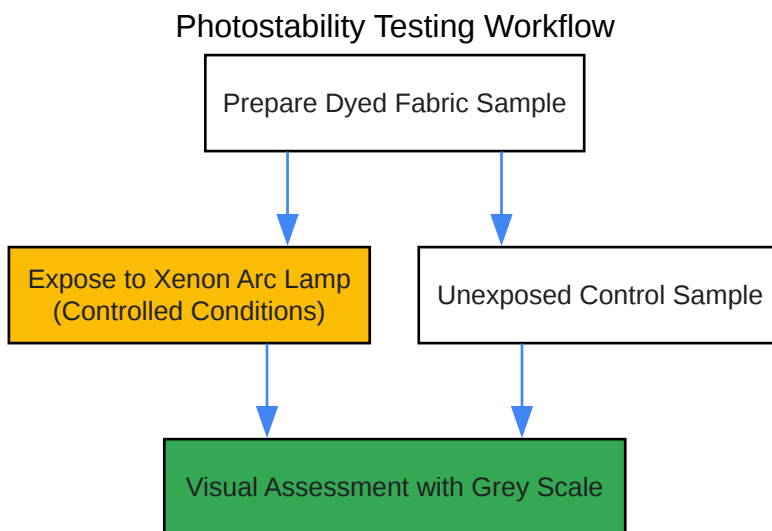 Photostability Testing Workflow
Prepare Dyed Fabric Sample
Expose to Xenon Arc Lamp
(Controlled Conditions)
Unexposed Control Sample
Visual Assessment with Grey Scale